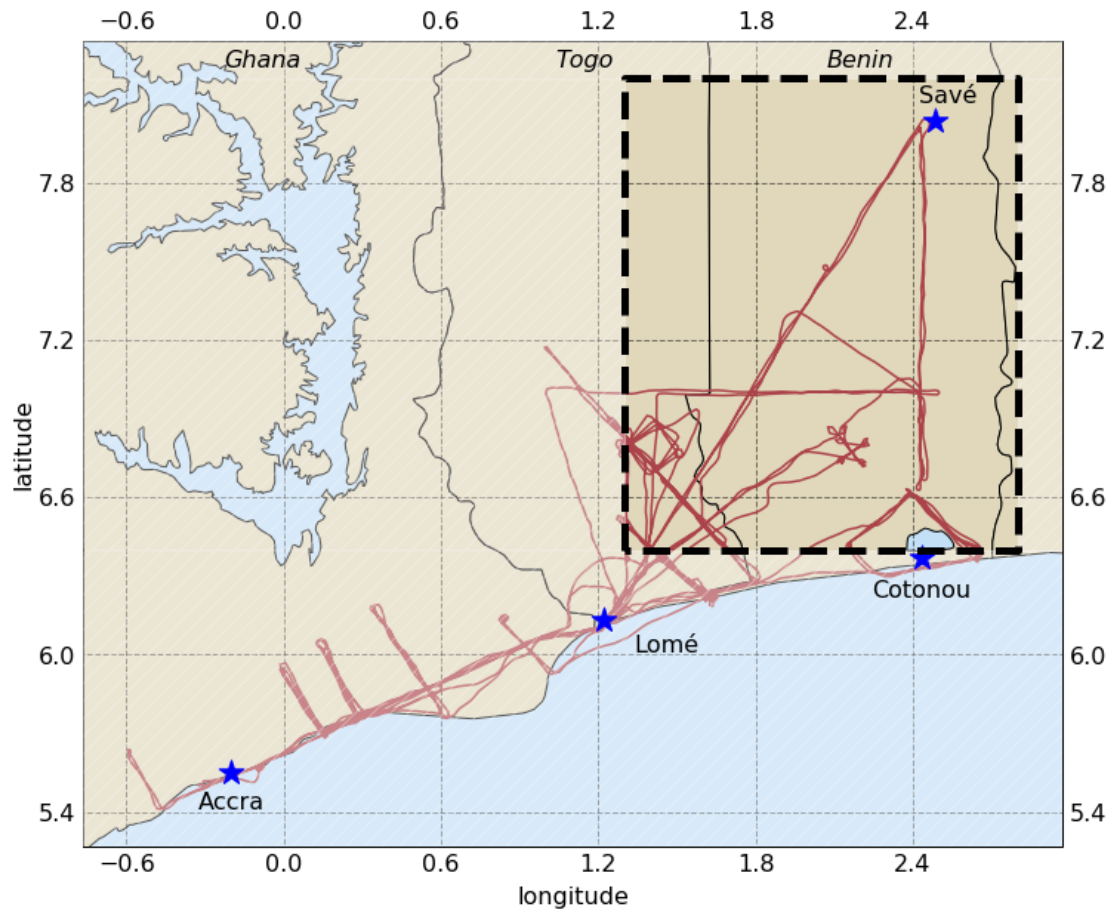 −0.6 0.0 0.6 1.2 1.8 2.4
Ghana Togo Benin
Savé
7.8 7.8
7.2 7.2
latitude
6.6 6.6
Cotonou
6.0 Lomé 6.0
Accra
5.4 5.4
−0.6 0.0 0.6 1.2 1.8 2.4
longitude